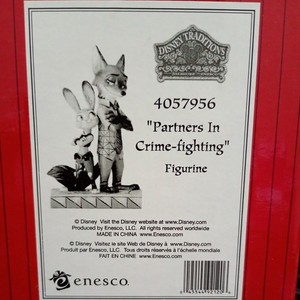 DISNEY TRADITIONS
4057956
"Partners In
Crime-fighting"
Figurine
© Disney Visit the Disney website at www.Disney.com
Produced by Enesco, LLC. All rights reserved worldwide
MADE IN CHINA www.Enesco.com
© Disney Visitez le site Web de Disney à www.Disney.com
Produit par Enesco, LLC. Tous droits réservés à l'échelle mondiale
FAIT EN CHINE www.Enesco.com
enesco.